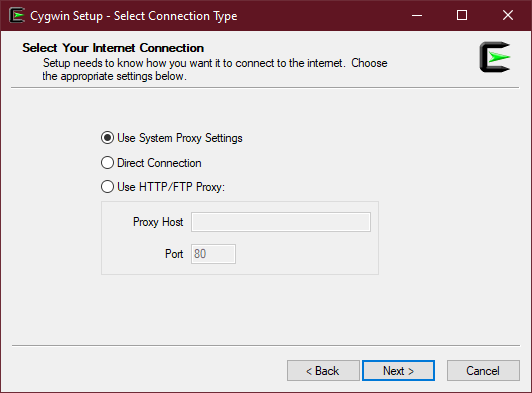 Cygwin Setup - Select Connection Type
Select Your Internet Connection
Setup needs to know how you want it to connect to the internet. Choose
the appropriate settings below.
Use System Proxy Settings
Direct Connection
Use HTTP/FTP Proxy:
Proxy Host
Port 80
< Back Next > Cancel